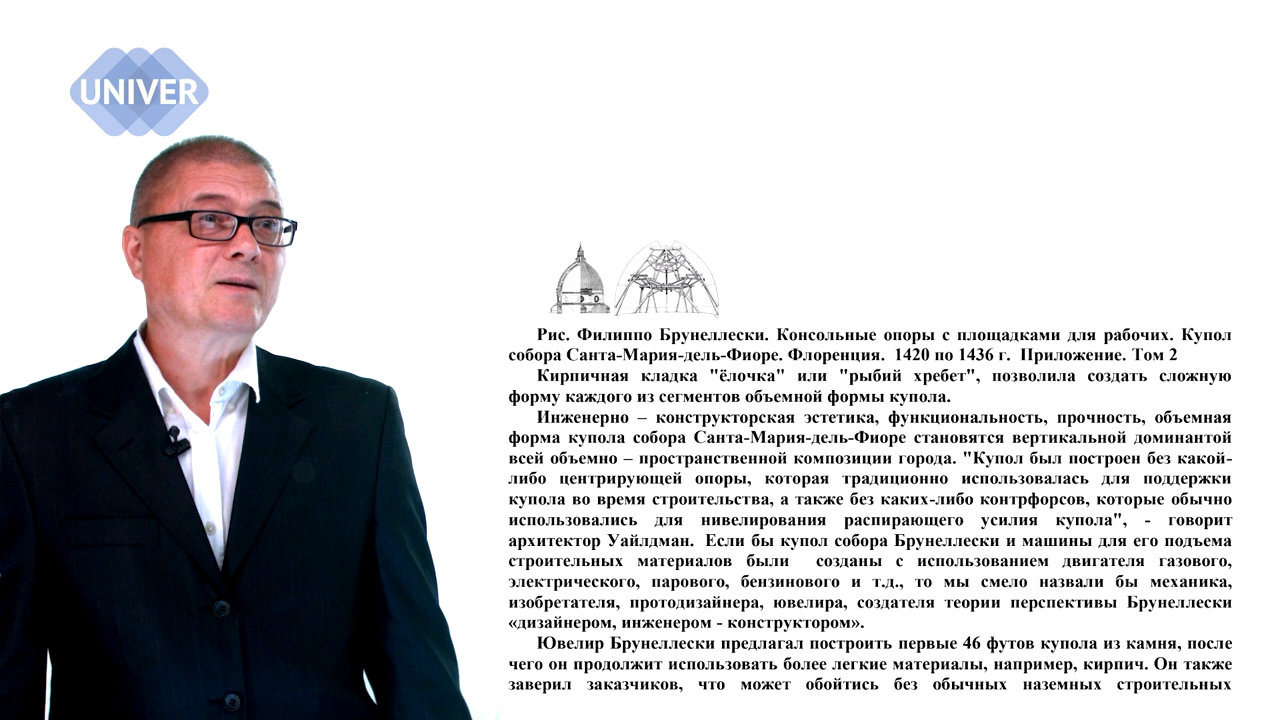 UNIVER
Рис. Филиппо Брунеллески. Консольные опоры с площадками для рабочих. Купол
собора Санта-Мария-дель-Фиоре. Флоренция. 1420 по 1436 г. Приложение. Том 2
Кирпичная кладка "ёлочка" или "рыбий хребет", позволила создать сложную
форму каждого из сегментов объемной формы купола.
Инженерно – конструкторская эстетика, функциональность, прочность, объемная
форма купола собора Санта-Мария-дель-Фиоре становятся вертикальной доминантой
всей объемно – пространственной композиции города. "Купол был построен без какой-
либо центрирующей опоры, которая традиционно использовалась для поддержки
купола во время строительства, а также без каких-либо контрфорсов, которые обычно
использовались для нивелирования распирающего усилия купола", - говорит
архитектор Уайлдман. Если бы купол собора Брунеллески и машины для его подъема
строительных материалов были созданы с использованием двигателя газового,
электрического, парового, бензинового и т.д., то мы смело назвали бы механика,
изобретателя, протодизайнера, ювелира, создателя теории перспективы Брунеллески
«дизайнером, инженером - конструктором».
Ювелир Брунеллески предлагал построить первые 46 футов купола из камня, после
чего он продолжит использовать более легкие материалы, например, кирпич. Он также
заверил заказчиков, что может обойтись без обычных наземных строительных